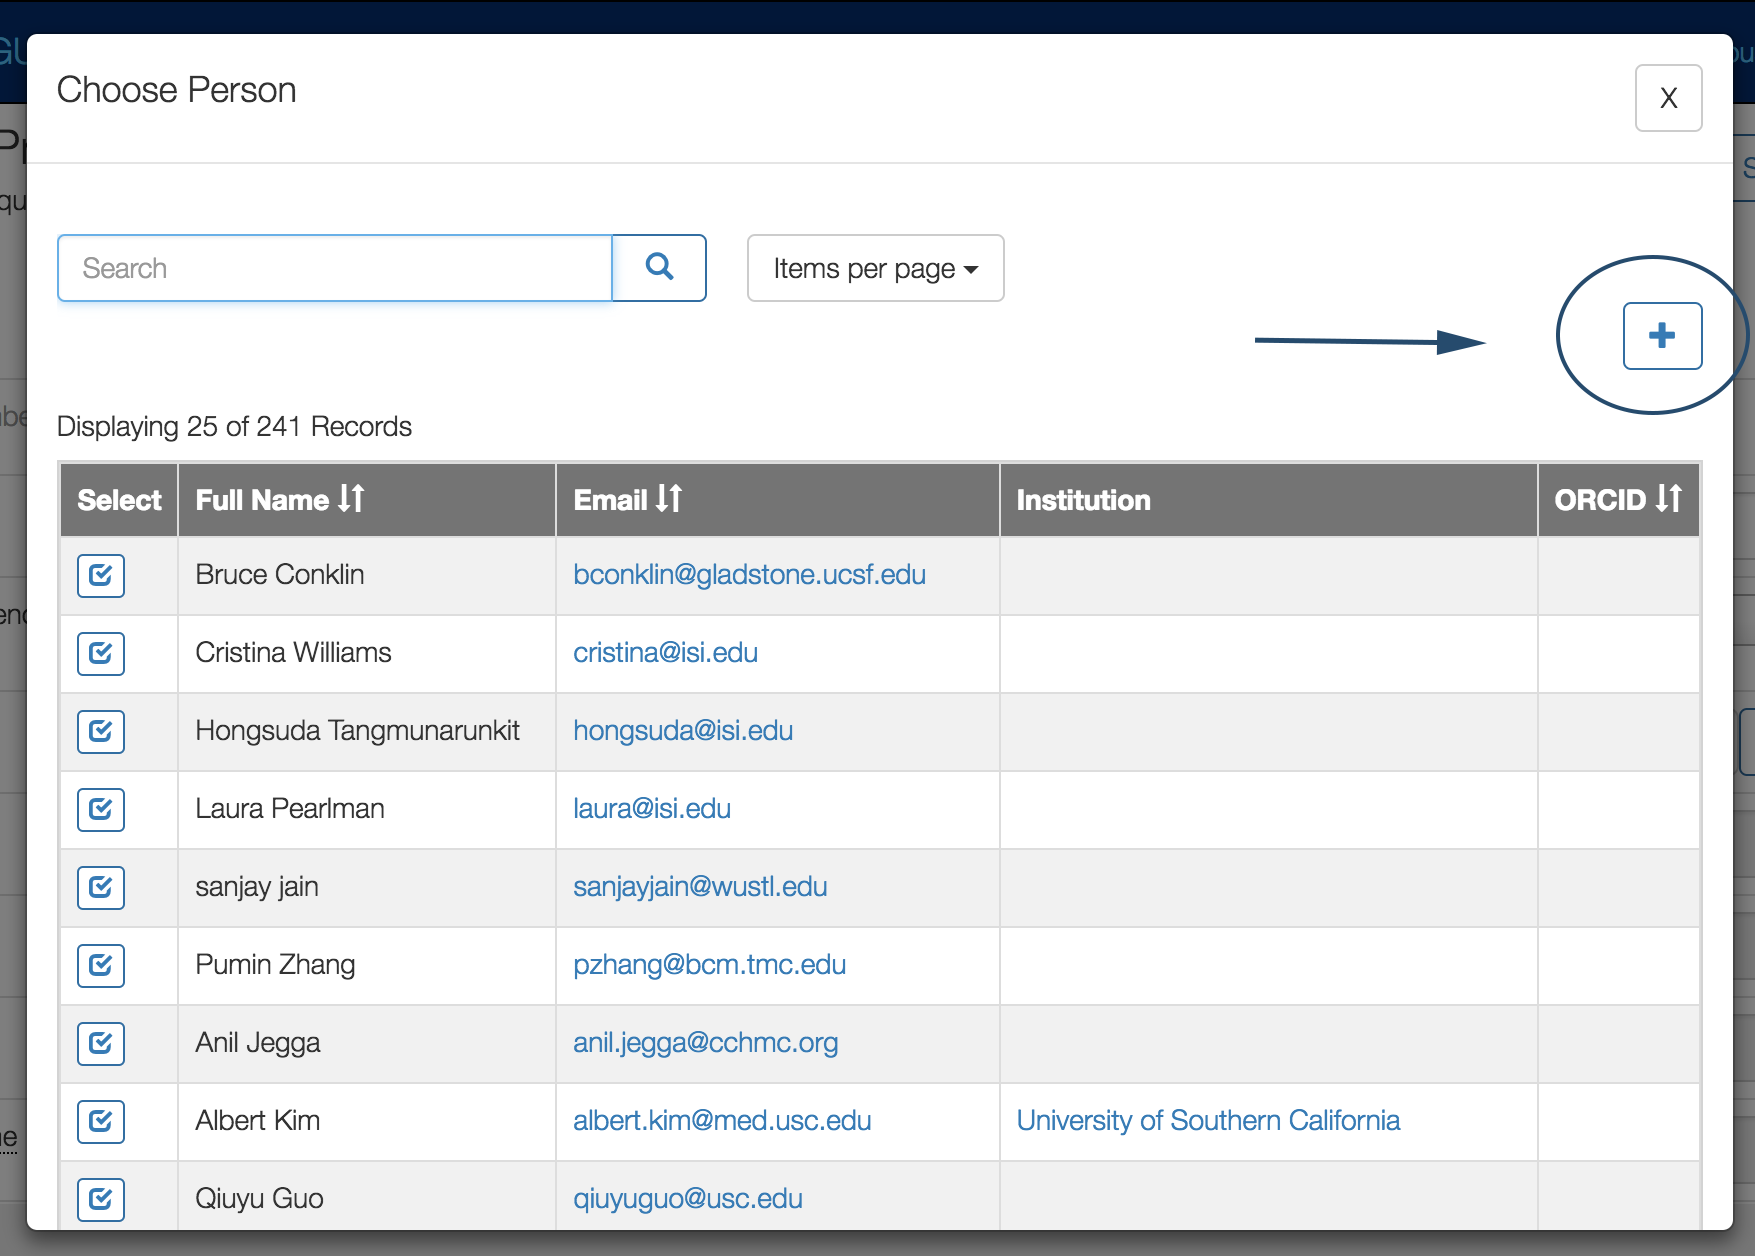 Choose Person
X
Search
Items per page
Displaying 25 of 241 Records
Select Full Name Email Institution ORCID
Bruce Conklin bconklin@gladstone.ucsf.edu
Cristina Williams cristina@isi.edu
Hongsuda Tangmunarunkit hongsuda@isi.edu
Laura Pearlman laura@isi.edu
sanjay jain sanjayjain@wustl.edu
Pumin Zhang pzhang@bcm.tmc.edu
Anil Jegga anil.jegga@cchmc.org
Albert Kim albert.kim@med.usc.edu University of Southern California
Qiuyu Guo qiuyuguo@usc.edu